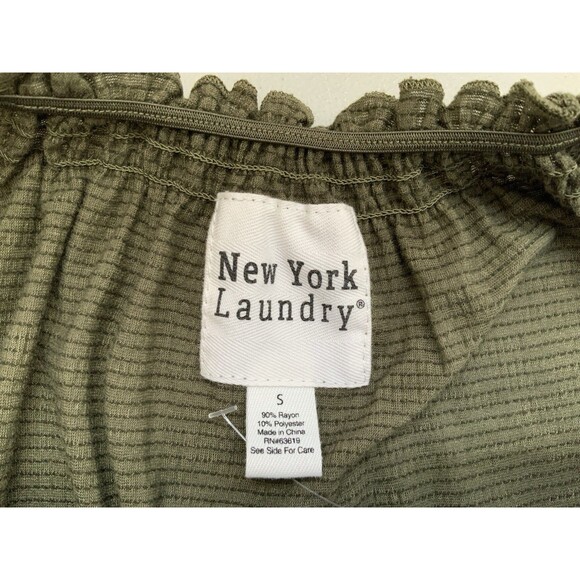 New York
Laundry®
S
90% Rayon
10% Polyester
Made in China
RN#63619
See Side For Care